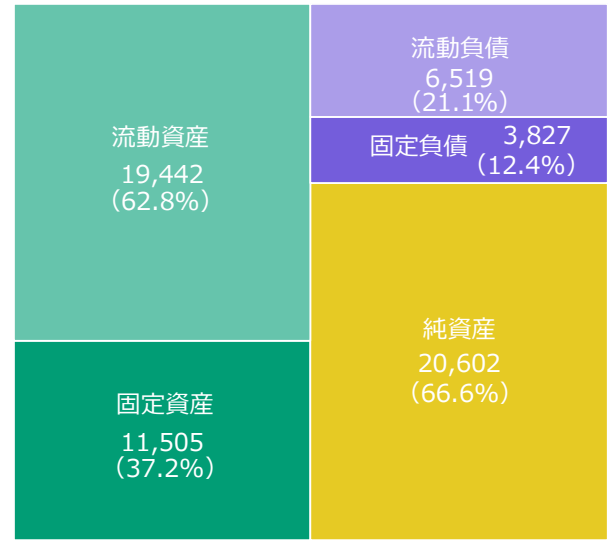 流動資産
19,442
(62.8%)
固定資産
11,505
(37.2%)
流動負債
6,519
(21.1%)
固定負債
3,827
(12.4%)
純資産
20,602
(66.6%)